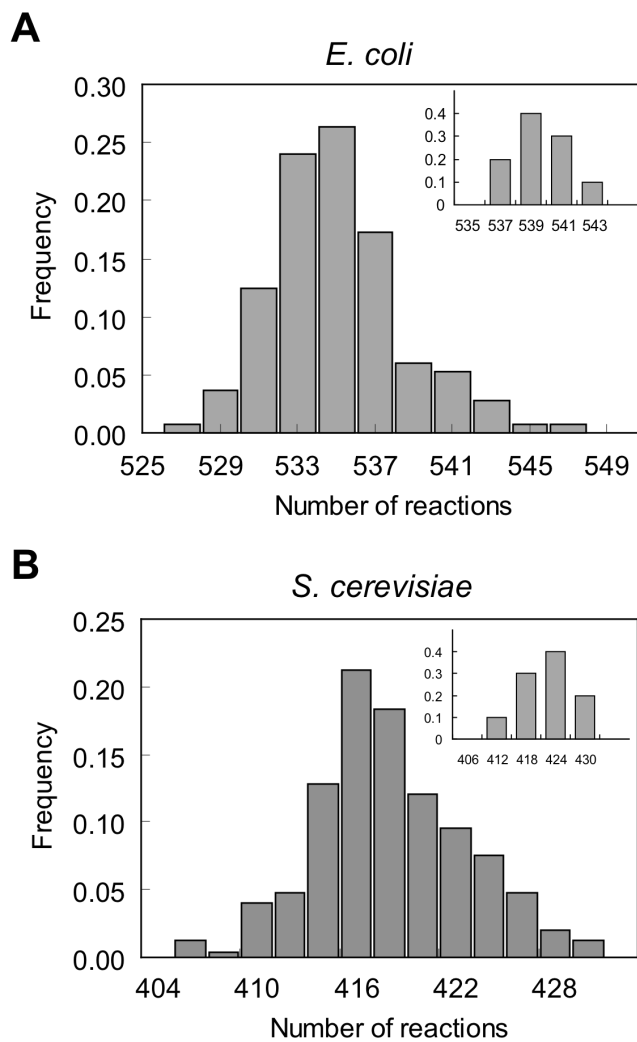 A
E. coli
0.30
0.25
0.20
0.15
0.10
0.05
0.00
Frequency
525 529 533 537 541 545 549
Number of reactions
0.4
0.3
0.2
0.1
0
535 537 539 541 543
B
S. cerevisiae
0.25
0.20
0.15
0.10
0.05
0.00
Frequency
404 410 416 422 428
Number of reactions
0.4
0.3
0.2
0.1
0
406 412 418 424 430